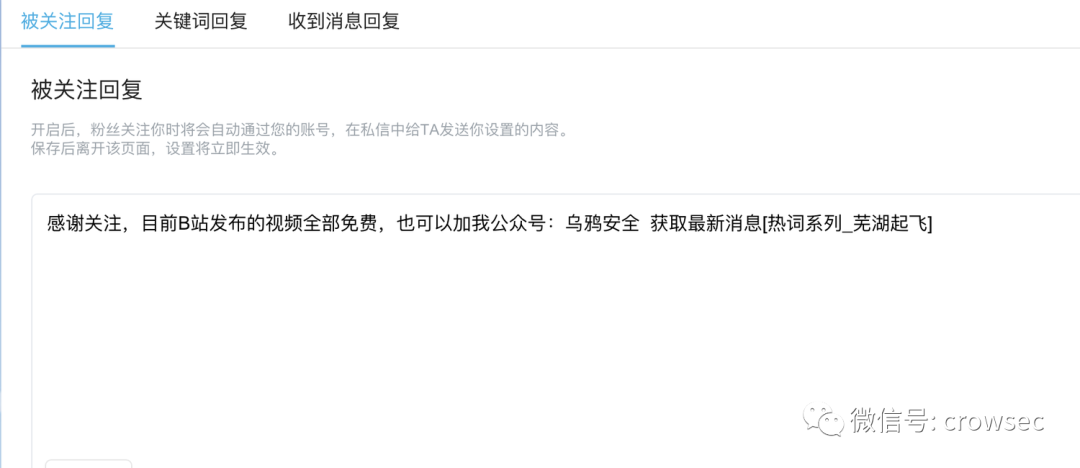 被关注回复 关键词回复 收到消息回复
被关注回复
开启后，粉丝关注你时将会自动通过您的账号，在私信中给TA发送你设置的内容。
保存后离开该页面，设置将立即生效。
感谢关注，目前B站发布的视频全部免费，也可以加我公众号：乌鸦安全 获取最新消息[热词系列_芜湖起飞]
微信号: crowsec